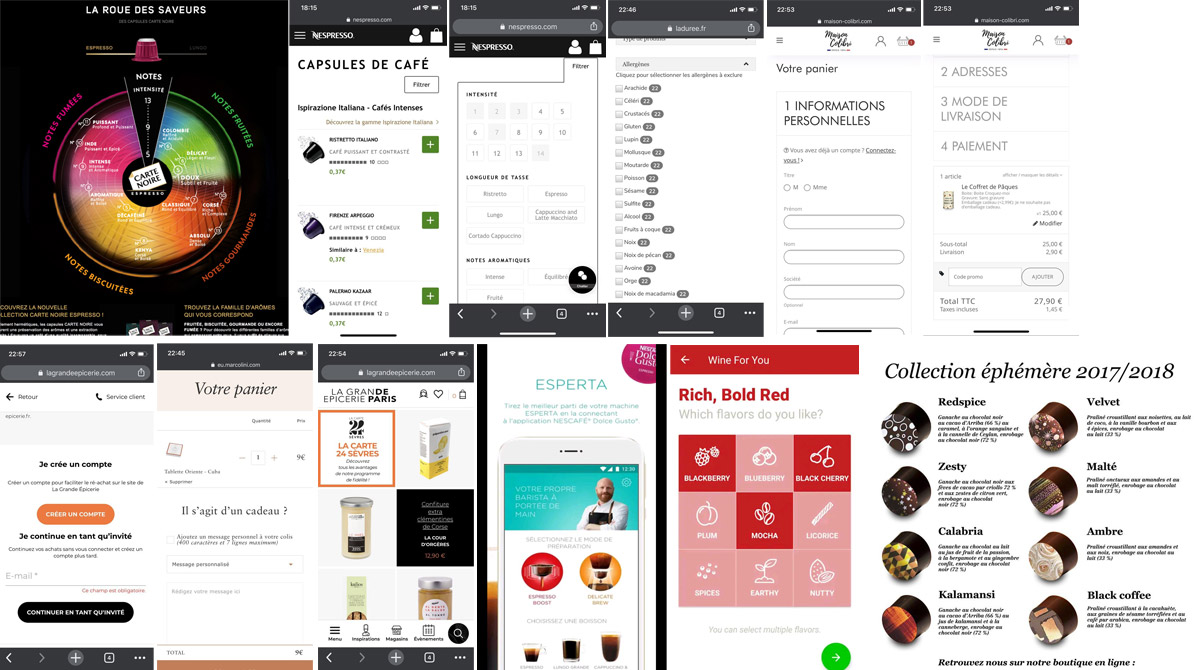 LA ROUE DES SAVEURS
DES CAPSULES CARTE NOIRE
ESPRESSO
LUNGO
NOTES
INTENSITÉ
13
9
5
NOTES FUMÉES
NOTES FRUITÉES
NOTES GOURMANDES
NOTES BISCUITÉES
PUISSANT
Profond et Puissant
INDE
Puissant et Épicé
INTENSE
AROMATIQUE
DÉCAFÉINÉ
KENYA
CLASSIQUE
ABSOLU
CORSÉ
DOUX
Subtil et Fruité
DÉLICAT
COLOMBIE
CARTE NOIRE
ESPRESSO
COUVREZ LA NOUVELLE
LLECTION CARTE NOIRE ESPRESSO !
TROUVEZ LA FAMILLE D'ARÔMES
QUI VOUS CORRESPOND
FRUITÉE, BISCUITÉE, GOURMANDE OU ENCORE
18:15
nespresso.com
NESPRESSO
CAPSULES DE CAFÉ
Filtrer
Ispirazione Italiana - Cafés Intenses
Découvrez la gamme Ispirazione Italiana
RISTRETTO ITALIANO
CAFÉ PUISSANT ET CONTRASTÉ
10
0,37€
FIRENZE ARPEGGIO
CAFÉ INTENSE ET CRÉMEUX
9
Similaire à : Venezia
0,37€
PALERMO KAZAAR
SAUVAGE ET ÉPICÉ
12
0,37€
18:15
nespresso.com
NESPRESSO
Filtrer
INTENSITÉ
1 2 3 4 5
6 7 8 9 10
11 12 13 14
LONGUEUR DE TASSE
Ristretto Espresso
Lungo Cappuccino and Latte Macchiato
Cortado Cappuccino
NOTES AROMATIQUES
Intense Équilibré
Fruité
4
22:46
laduree.fr
Type de produits
Allergènes
Cliquez pour sélectionner les allergènes à exclure
Arachide 22
Céléri 22
Crustacés 22
Gluten 22
Lupin 22
Mollusque 22
Moutarde 22
Poisson 22
Sésame 22
Sulfite 22
Alcool 22
Fruits à coque 22
Noix 22
Noix de pécan 22
Avoine 22
Orge 22
Noix de macadamia 22
4
22:53
maison-colibri.com
Maison Colibri
Votre panier
1 INFORMATIONS
PERSONNELLES
Vous avez déjà un compte ? Connectez-
vous !
Titre
M Mme
Prénom
Nom
Société
Optionnel
E-mail
22:53
maison-colibri.com
Maison Colibri
2 ADRESSES
3 MODE DE
LIVRAISON
4 PAIEMENT
1 article
afficher / masquer les détails
Le Coffret de Pâques
25,00 €
Modifier
Sous-total 25,00 €
Livraison 2,90 €
Code promo AJOUTER
Total TTC 27,90 €
Taxes incluses 1,45 €
22:57
lagrandeepicerie.com
Retour Service client
epicerie.fr
Je crée un compte
Créer un compte pour faciliter le ré-achat sur le site de
La Grande Epicerie
CRÉER UN COMPTE
Je continue en tant qu'invité
Continuez vos achats sans vous connecter et créez un
compte plus tard.
E-mail *
Ce champ est obligatoire.
CONTINUER EN TANT QU'INVITÉ
4
22:45
eu.marcolini.com
Votre panier
Quantité Prix
1 9€
Tablette Oriente - Cuba
+ Supprimer
Il s'agit d'un cadeau ?
Ajoutez un message personnel à votre colis
(400 caractères et 7 lignes maximum)
Message personnalisé
Rédigez votre message ici
TOTAL 9€
22:54
lagrandeepicerie.com
LA GRANDE
EPICERIE PARIS
0
24
SÈVRES
LA CARTE
24 SÈVRES
Découvrez
tous les avantages
de notre programme
de fidélité !
Confiture
extra
clémentines
de Corse
LA COUR
D'ORGÈRES
12,90 €
Menu Inspirations Magasins Évènements
4
NESCAFÉ
Dolce
Gusto
ESPERTA
Tirez le meilleur parti de votre machine
ESPERTA en la connectant
à l'application NESCAFÉ® Dolce Gusto®.
12:30
VOTRE PROPRE
BARISTA À
PORTÉE DE
MAIN
SÉLECTIONNEZ LE MODE DE
PRÉPARATION
ESPRESSO
BOOST
DELICATE
BREW
CHOISISSEZ UNE BOISSON
ESPRESSO LUNGO GRANDE CAPPUCCINO &
Wine For You
Rich, Bold Red
Which flavors do you like?
BLACKBERRY BLUEBERRY BLACK CHERRY
PLUM MOCHA LICORICE
SPICES EARTHY NUTTY
You can select multiple flavors.
Collection éphémère 2017/2018
Redspice
Ganache au chocolat noir
au cacao d'Arriba (66 %) au
caramel, à l'orange sanguine et
à la cannelle de Ceylan, enrobage
au chocolat noir (72 %)
Velvet
Praliné croustillant aux noisettes, au lait
de coco, à la vanille bourbon et aux
4 épices, enrobage au chocolat
au lait (33 %)
Zesty
Ganache au chocolat noir aux
fèves de cacao pur criollo 72 %
et aux zestes de citron vert,
enrobage au chocolat
noir (72 %)
Malté
Praliné onctueux aux amandes et au
malt torréfié, enrobage au chocolat
au lait (33 %)
Calabria
Ganache au chocolat au lait
au jus de fruit de la passion,
à la bergamote et au gingembre
confit, enrobage au chocolat
noir (72 %)
Ambre
Praliné croustillant aux amandes et aux
noix, enrobage au chocolat
au lait (33 %)
Kalamansi
Ganache au chocolat noir
au cacao d'Arriba (66 %) au
jus de kalamansi et à la
canneberge, enrobage au
chocolat noir (72 %)
Black coffee
Praliné croustillant à la cacahuète,
aux graines de sésame torréfiées et au
café pur arabica, enrobage au chocolat
au lait (33 %)
Retrouvez nous sur notre boutique en ligne :